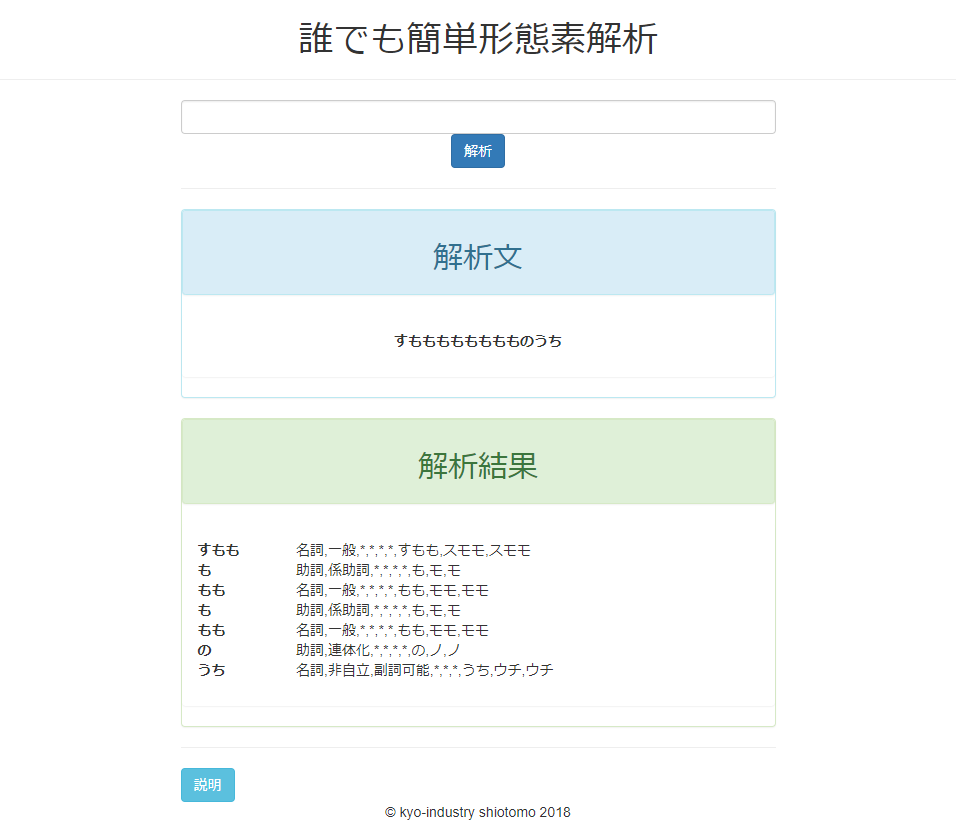 誰でも簡単形態素解析
解析
解析文
すもももももももものうち
解析結果
すもも 名詞,一般,*,*,*,*,すもも,スモモ,スモモ
も 助詞,係助詞,*,*,*,*,も,モ,モ
もも 名詞,一般,*,*,*,*,もも,モモ,モモ
も 助詞,係助詞,*,*,*,*,も,モ,モ
もも 名詞,一般,*,*,*,*,もも,モモ,モモ
の 助詞,連体化,*,*,*,*,の,ノ,ノ
うち 名詞,非自立,副詞可能,*,*,*,うち,ウチ,ウチ
説明
© kyo-industry shiotomo 2018